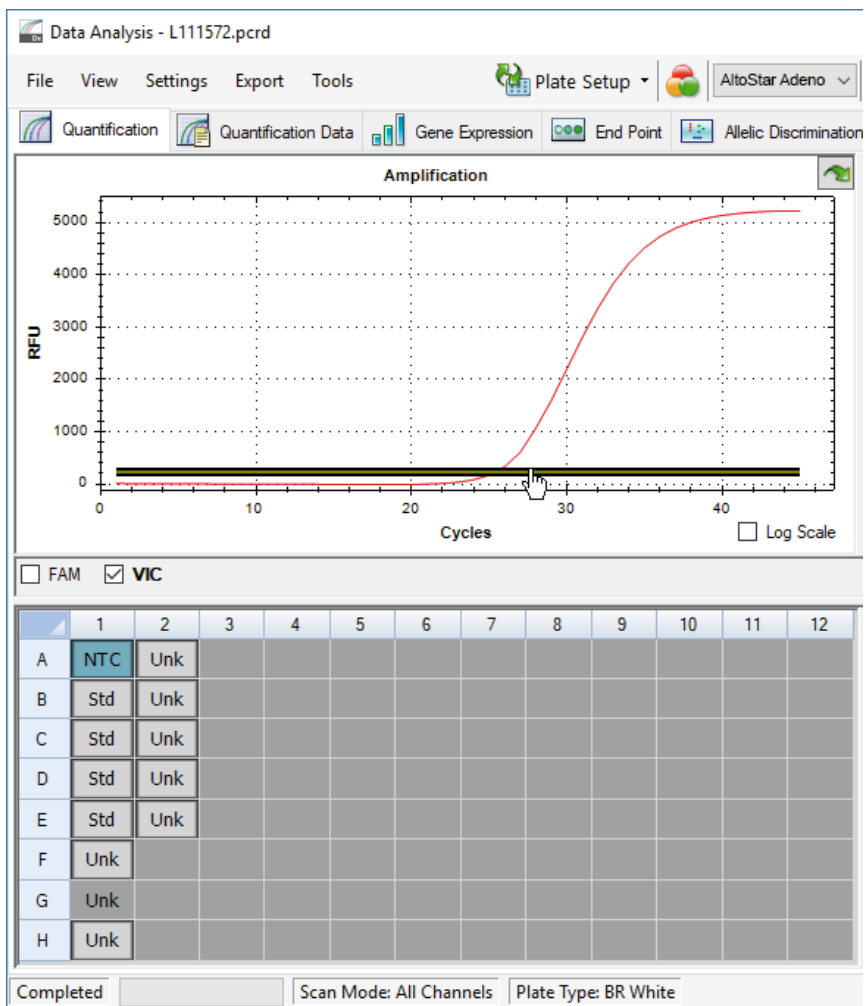 Data Analysis - L111572.pcrd
File View Settings Export Tools Plate Setup AltoStar Adeno
Quantification Quantification Data Gene Expression End Point Allelic Discrimination
Amplification
5000
4000
3000
2000
1000
0
RFU
0 10 20 30 40
Cycles
Log Scale
FAM VIC
1 2 3 4 5 6 7 8 9 10 11 12
A NTC Unk
B Std Unk
C Std Unk
D Std Unk
E Std Unk
F Unk
G Unk
H Unk
Completed Scan Mode: All Channels Plate Type: BR White